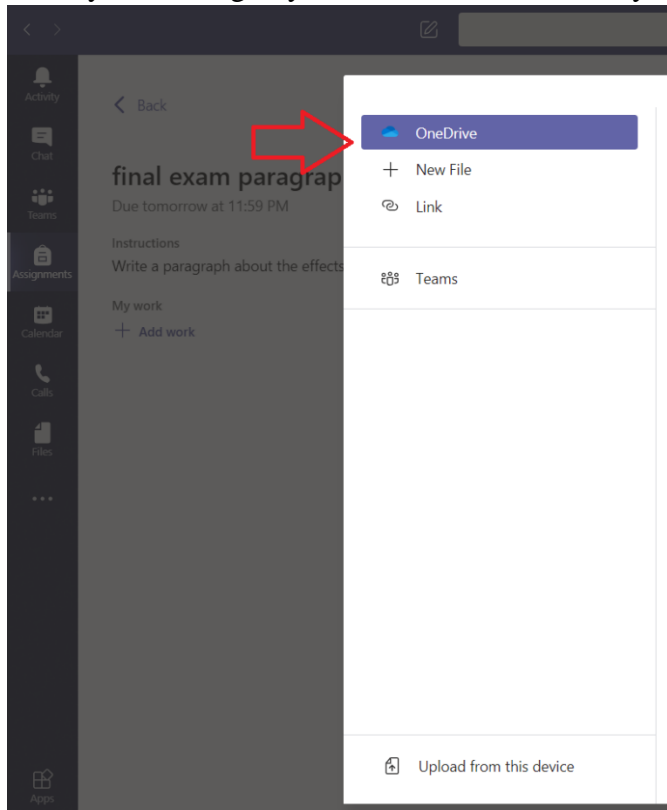 Activity
Chat
Teams
Assignments
Calendar
Calls
Files
Apps
Back
final exam paragrap
Due tomorrow at 11:59 PM
Instructions
Write a paragraph about the effects
My work
+ Add work
OneDrive
+ New File
Link
Teams
Upload from this device